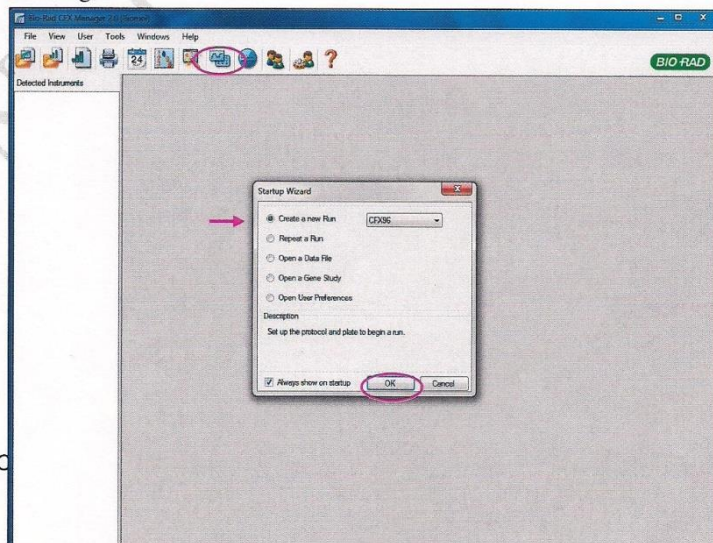 Bio-Rad CFX Manager 2.0
File View User Tools Windows Help
24
?
BIO-RAD
Detected Instruments
Startup Wizard
Create a new Run
CFX96
Repeat a Run
Open a Data File
Open a Gene Study
Open User Preferences
Description
Set up the protocol and plate to begin a run.
Always show on startup
OK
Cancel